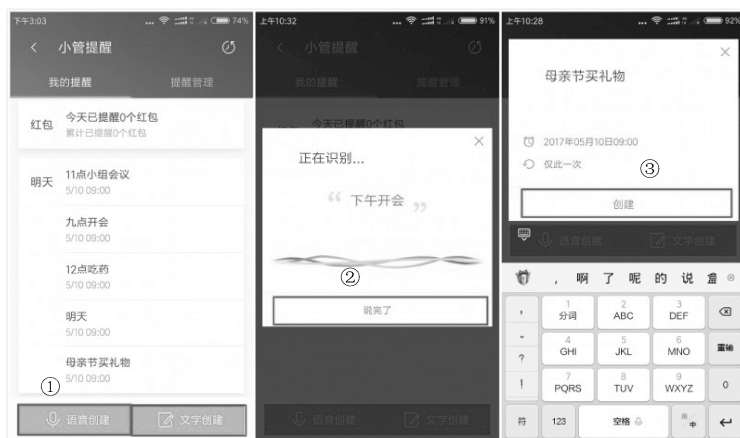 下午3:03 ... 74%
小管提醒
我的提醒 提醒管理
红包 今天已提醒0个红包
累计已提醒0个红包
明天 11点小组会议
5/10 09:00
九点开会
5/10 09:00
12点吃药
5/10 09:00
明天
5/10 09:00
母亲节买礼物
5/10 09:00
①
语音创建 文字创建
上午10:32 ... 91%
小管提醒
我的提醒 提醒管理
今天已提醒0个红包
正在识别...
“ 下午开会 ”
②
说完了
语音创建 文字创建
上午10:28 ... 92%
母亲节买礼物
2017年05月10日09:00
仅此一次
③
创建
语音创建 文字创建
, 啊 了 呢 的 说
, 1 2 3
分词 ABC DEF
。 4 5 6
? GHI JKL MNO 重输
! 7 8 9
PQRS TUV WXYZ 0
符 123 空格 英/中